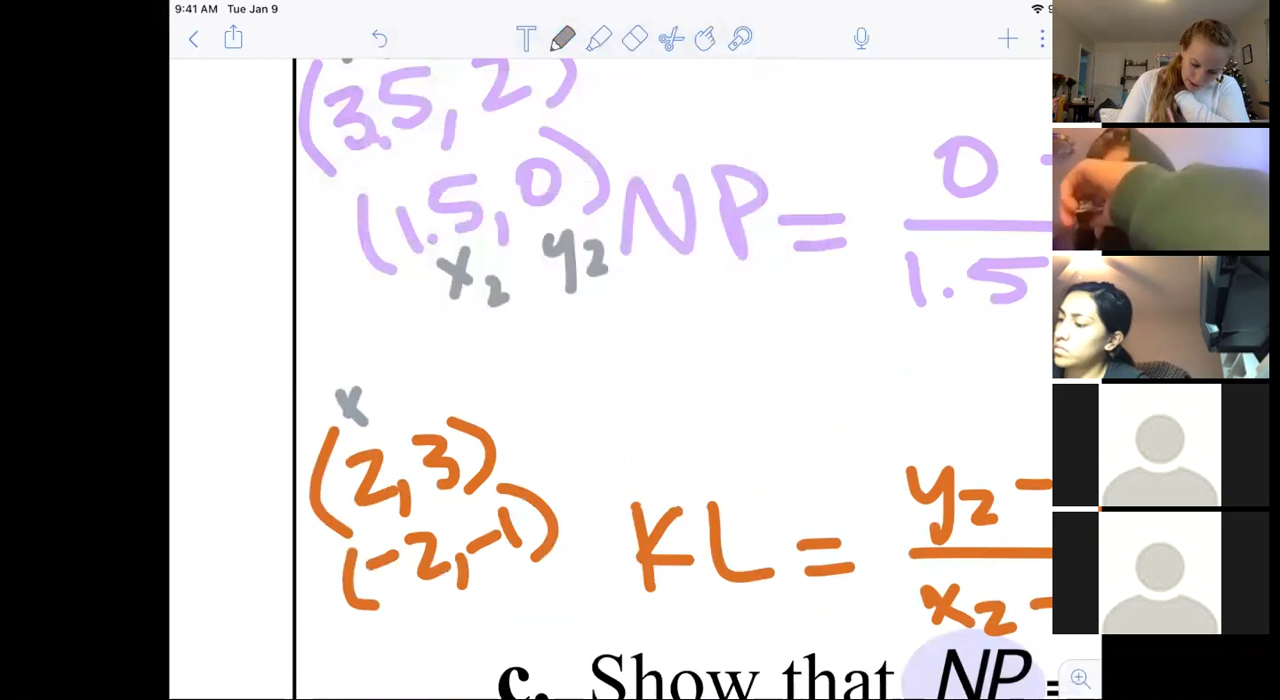 9:41 AM Tue Jan 9
(3.5, 2)
(1.5, 0) NP = 0
1.5
x2 y2
x
(2, 3)
(-2, -1) KL = y2 -
x2 -
c. Show that NP =